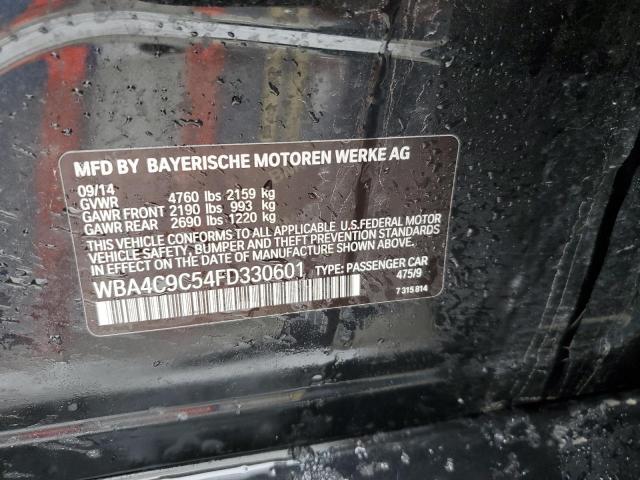 MFD BY BAYERISCHE MOTOREN WERKE AG
09/14
GVWR 4760 lbs 2159 kg
GAWR FRONT 2190 lbs 993 kg
GAWR REAR 2690 lbs 1220 kg
THIS VEHICLE CONFORMS TO ALL APPLICABLE U.S.FEDERAL MOTOR
VEHICLE SAFETY, BUMPER AND THEFT PREVENTION STANDARDS
IN EFFECT ON THE DATE OF MANUFACTURE SHOWN ABOVE.
WBA4C9C54FD330601 TYPE: PASSENGER CAR
475/9
7 315 814